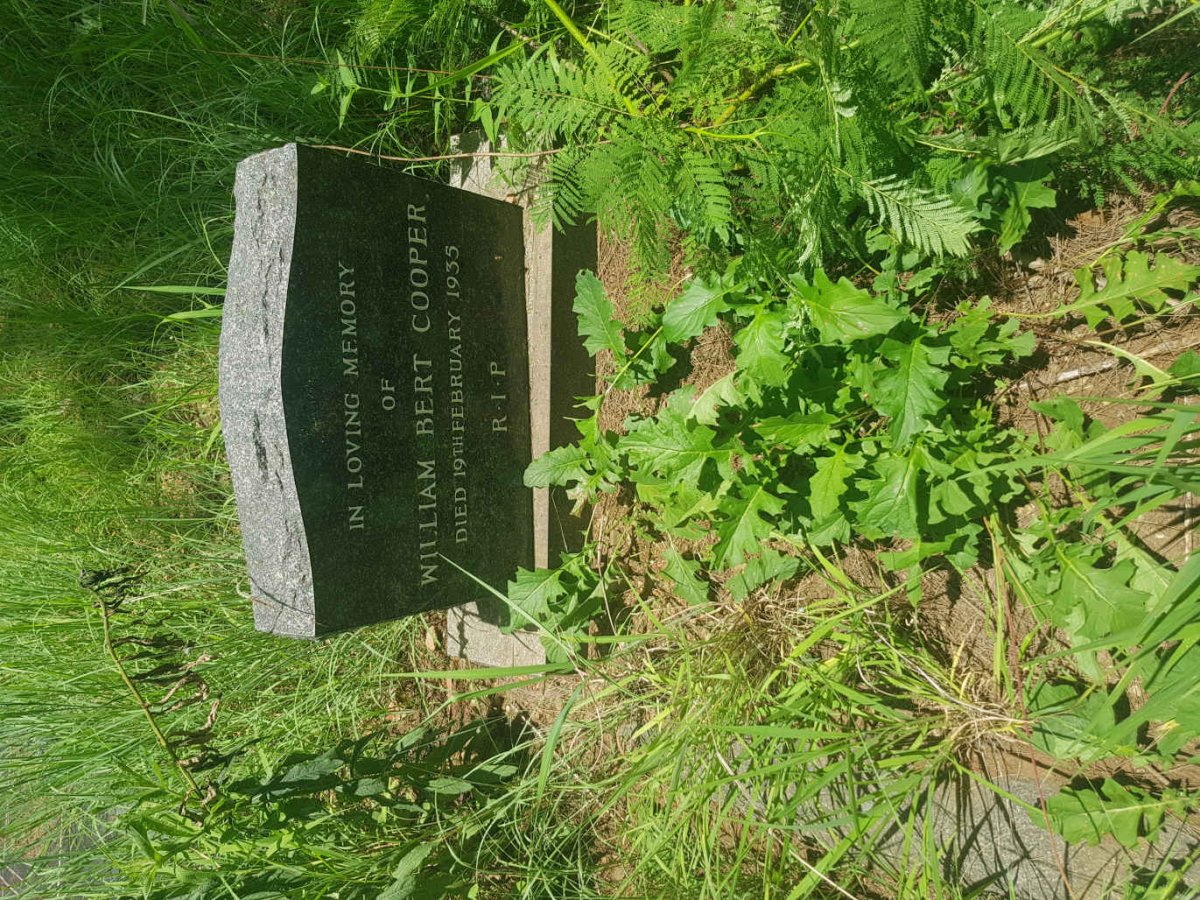 IN LOVING MEMORY
OF
WILLIAM BERT COOPER
DIED 19TH FEBRUARY 1935
R·I·P